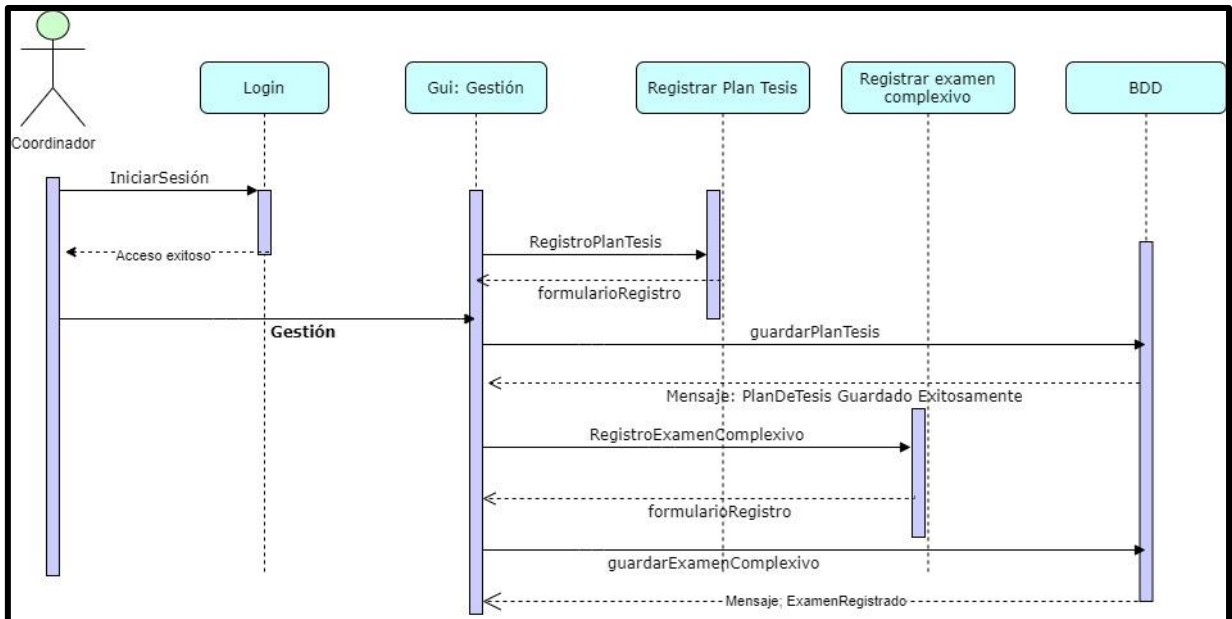 Login
Gui: Gestión
Registrar Plan Tesis
Registrar examen
complexivo
BDD
Coordinador
IniciarSesión
RegistroPlanTesis
Acceso exitoso
formularioRegistro
Gestión
guardarPlanTesis
Mensaje: PlanDeTesis Guardado Exitosamente
RegistroExamenComplexivo
formularioRegistro
guardarExamenComplexivo
Mensaje; ExamenRegistrado